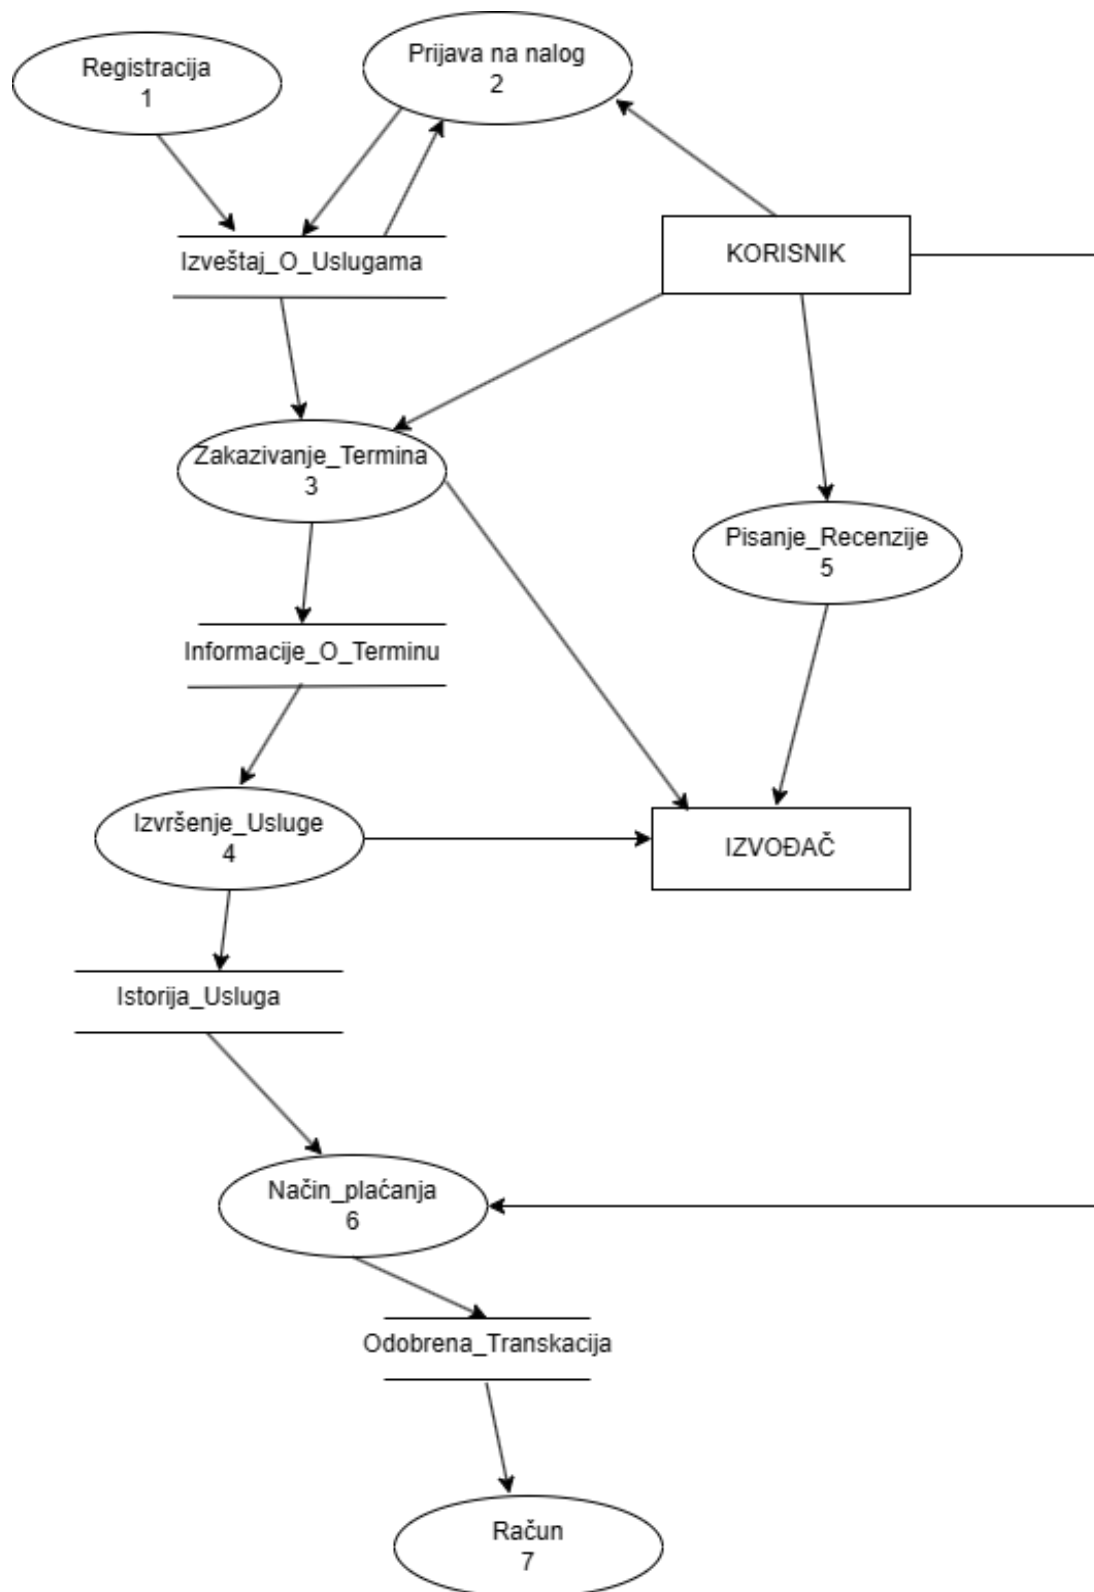 Registracija
1
Prijava na nalog
2
Izveštaj_O_Uslugama
KORISNIK
Zakazivanje_Termina
3
Pisanje_Recenzije
5
Informacije_O_Terminu
Izvršenje_Usluge
4
IZVOĐAČ
Istorija_Usluga
Način_plaćanja
6
Odobrena_Transkacija
Račun
7